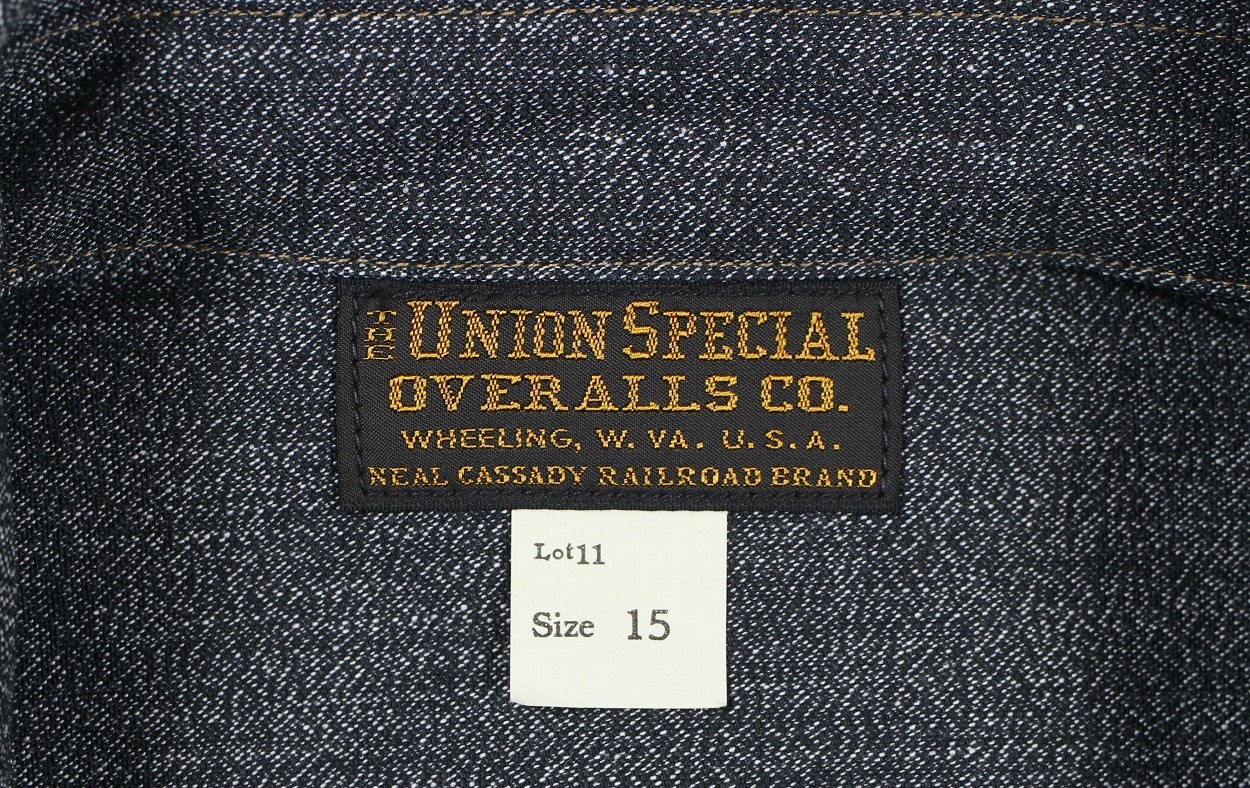 THE UNION SPECIAL
OVERALLS CO.
WHEELING, W. VA. U.S.A.
NEAL CASSADY RAILROAD BRAND
Lot11
Size 15